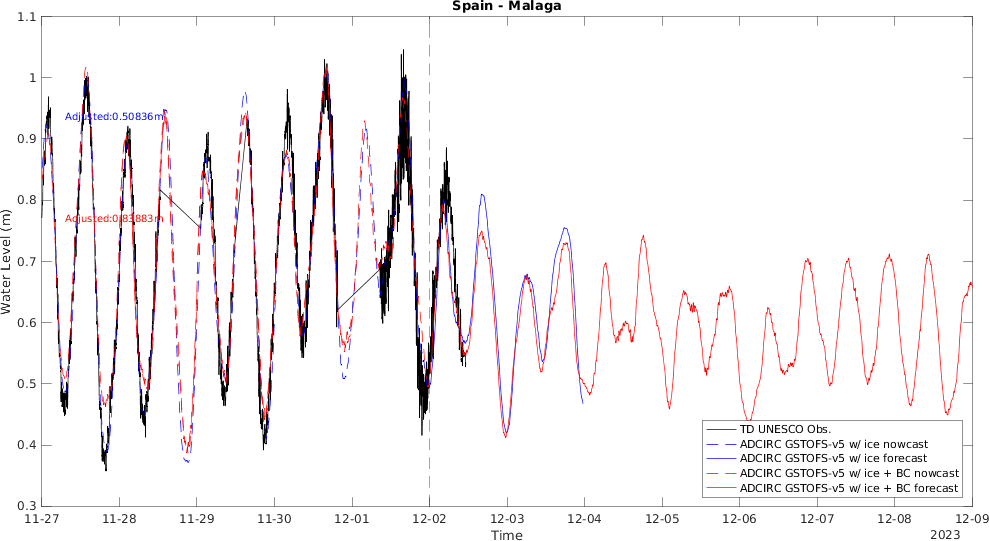 Spain - Malaga
1.1
1
0.9
0.8
0.7
0.6
0.5
0.4
0.3
Water Level (m)
Adjusted:0.50836m
Adjusted:0.83883m
TD UNESCO Obs.
ADCIRC GSTOFS-v5 w/ ice nowcast
ADCIRC GSTOFS-v5 w/ ice forecast
ADCIRC GSTOFS-v5 w/ ice + BC nowcast
ADCIRC GSTOFS-v5 w/ ice + BC forecast
11-27 11-28 11-29 11-30 12-01 12-02 12-03 12-04 12-05 12-06 12-07 12-08 12-09
Time
2023